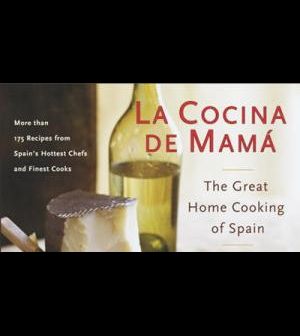 More than
175 Recipes from
Spain's Hottest Chefs
and Finest Cooks
LA COCINA
DE MAMÁ
The Great
Home Cooking
of Spain